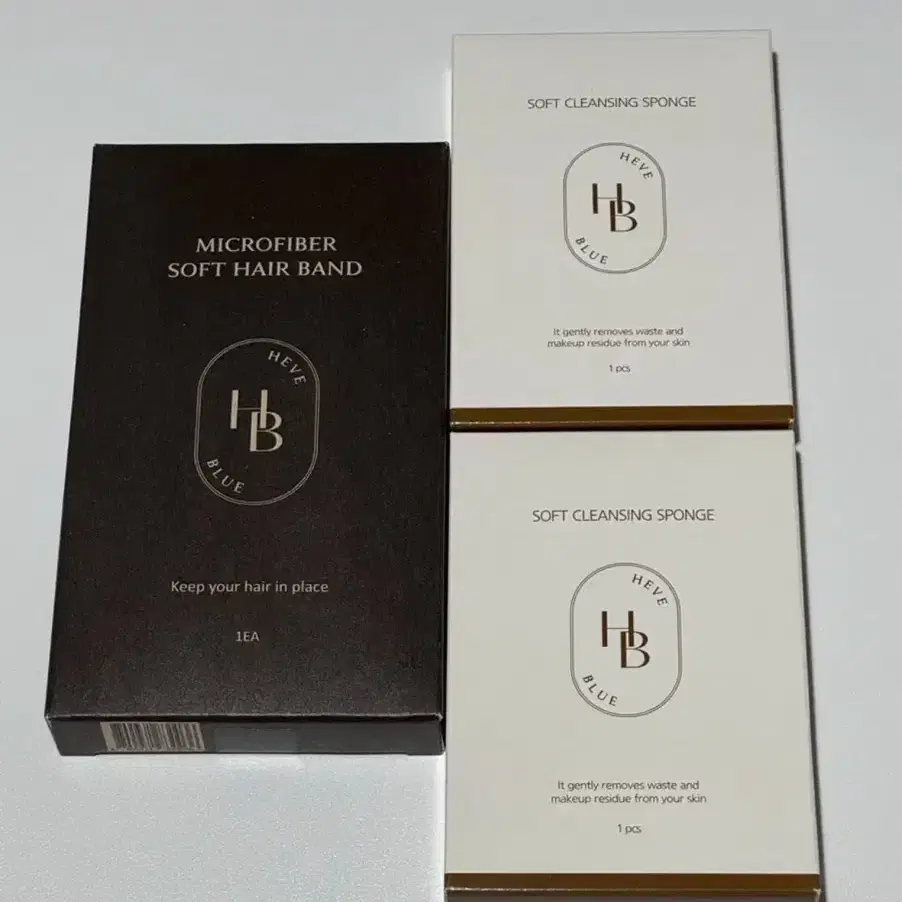 MICROFIBER
SOFT HAIR BAND
HEVE
HB
BLUE
Keep your hair in place
1EA
SOFT CLEANSING SPONGE
HEVE
HB
BLUE
It gently removes waste and
makeup residue from your skin
1 pcs
SOFT CLEANSING SPONGE
HEVE
HB
BLUE
It gently removes waste and
makeup residue from your skin
1 pcs